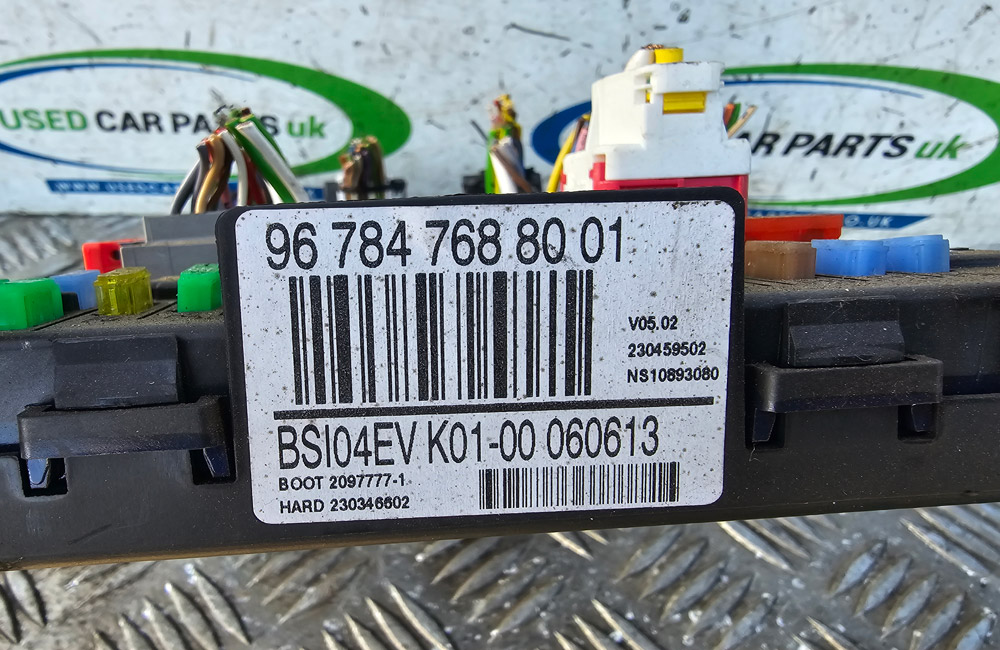 USED CAR PARTS uk
CAR PARTS uk
96 784 768 80 01
V05.02
230459502
NS10893080
BSI04EV K01-00 060613
BOOT 2097777-1
HARD 230346602